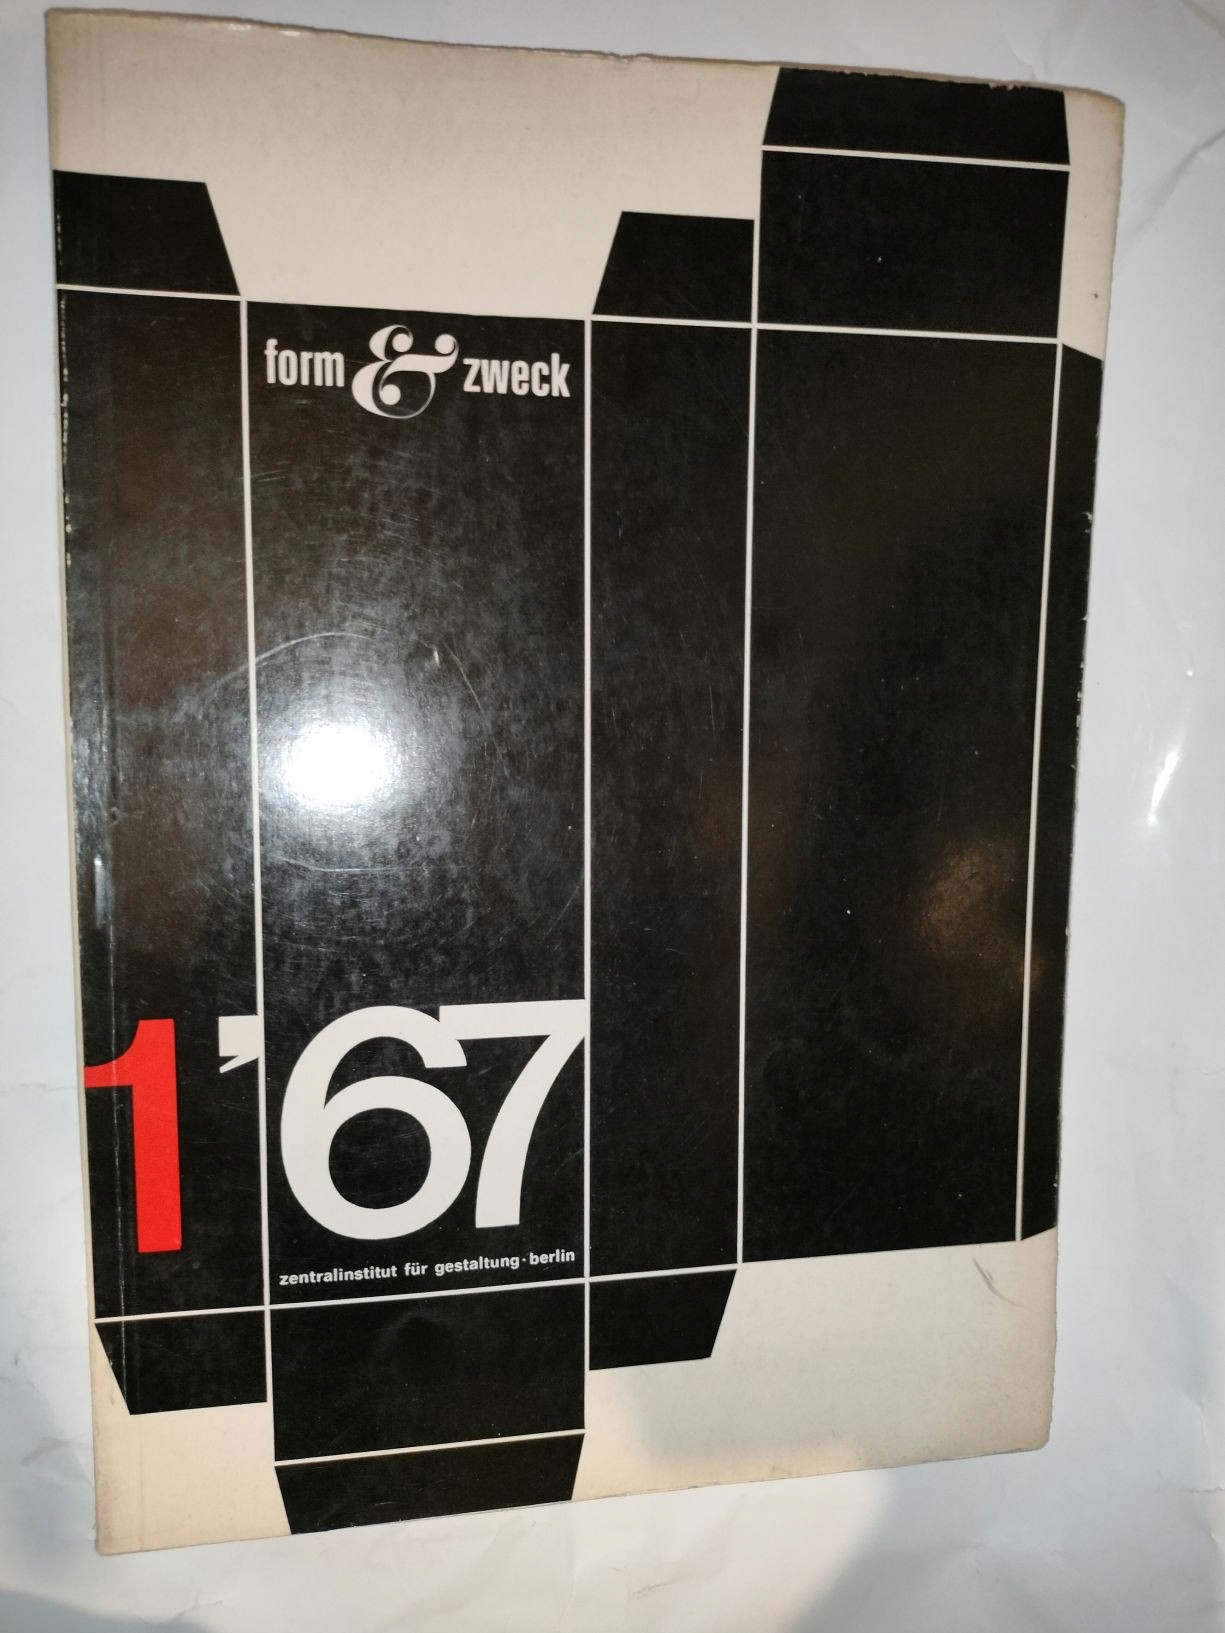 form & zweck
1’67
zentralinstitut für gestaltung · berlin